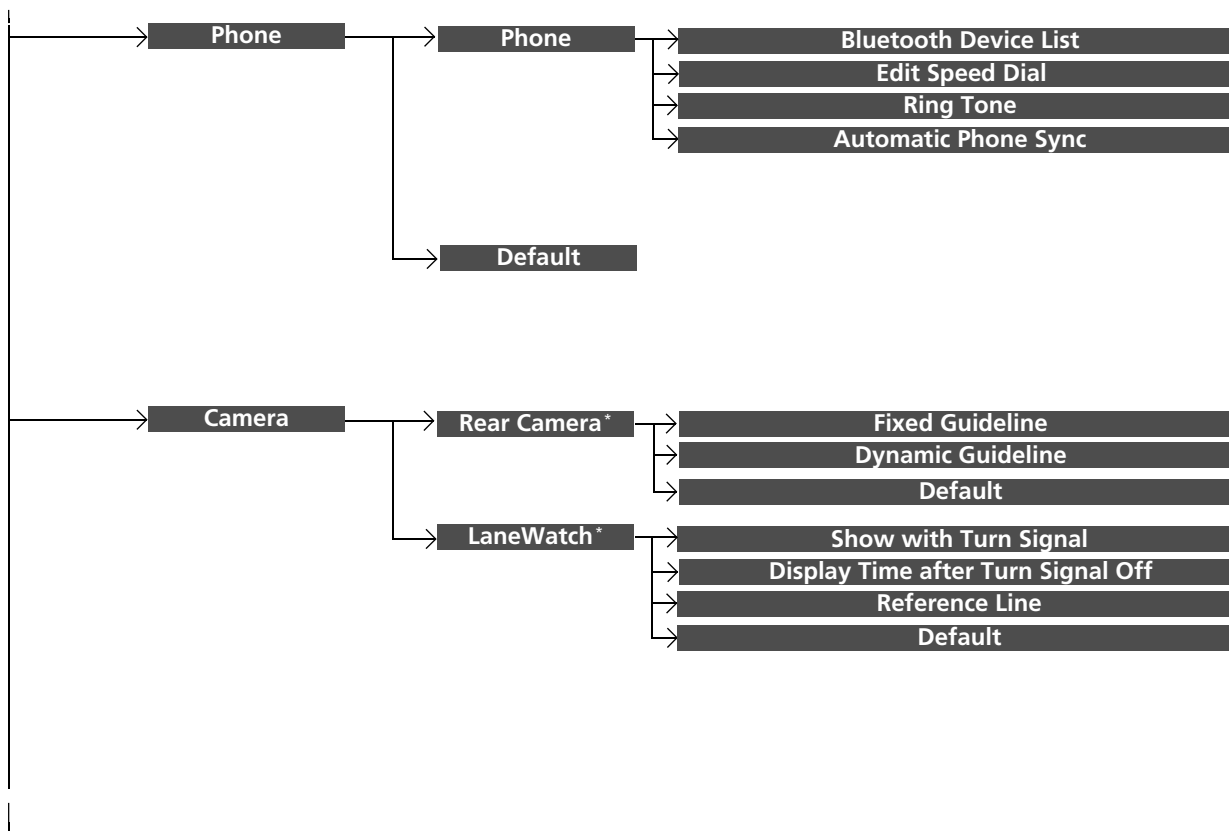 Phone
Phone
Bluetooth Device List
Edit Speed Dial
Ring Tone
Automatic Phone Sync
Default
Camera
Rear Camera*
Fixed Guideline
Dynamic Guideline
Default
LaneWatch*
Show with Turn Signal
Display Time after Turn Signal Off
Reference Line
Default